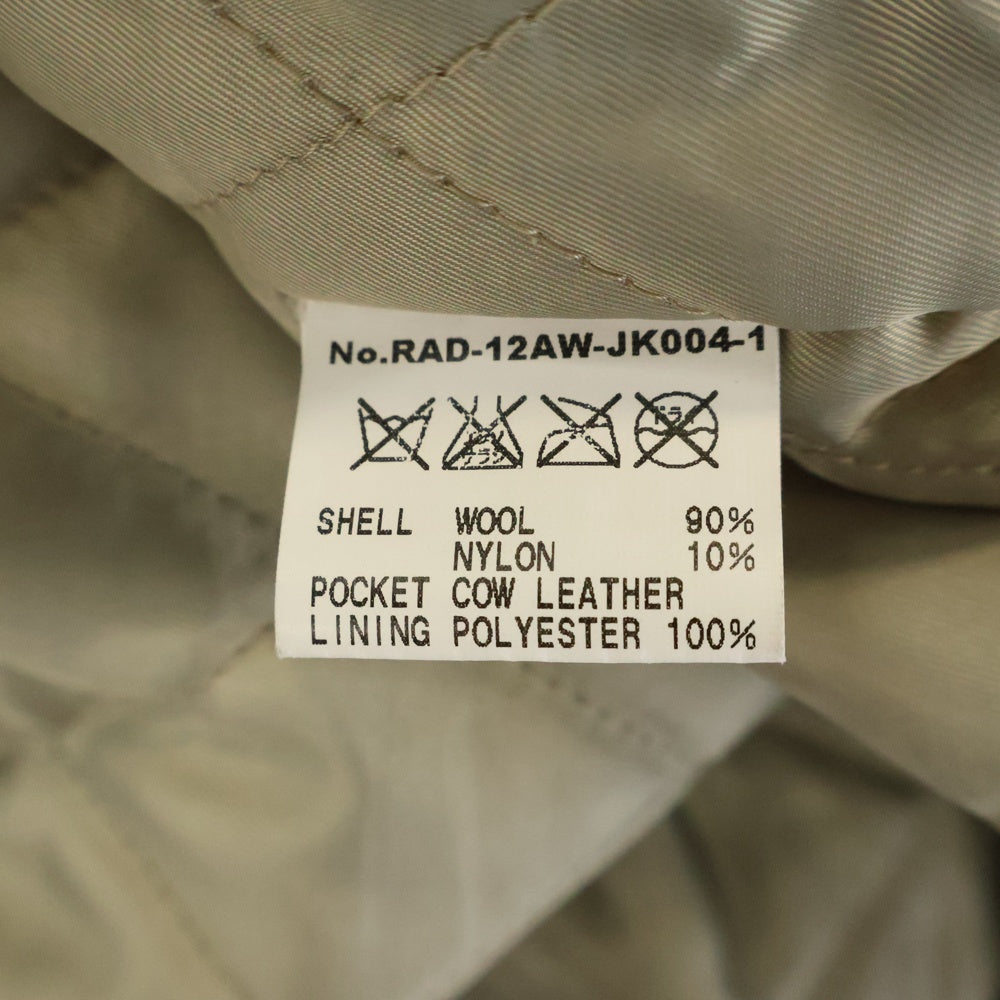 No.RAD-12AW-JK004-1
SHELL WOOL 90%
NYLON 10%
POCKET COW LEATHER
LINING POLYESTER 100%